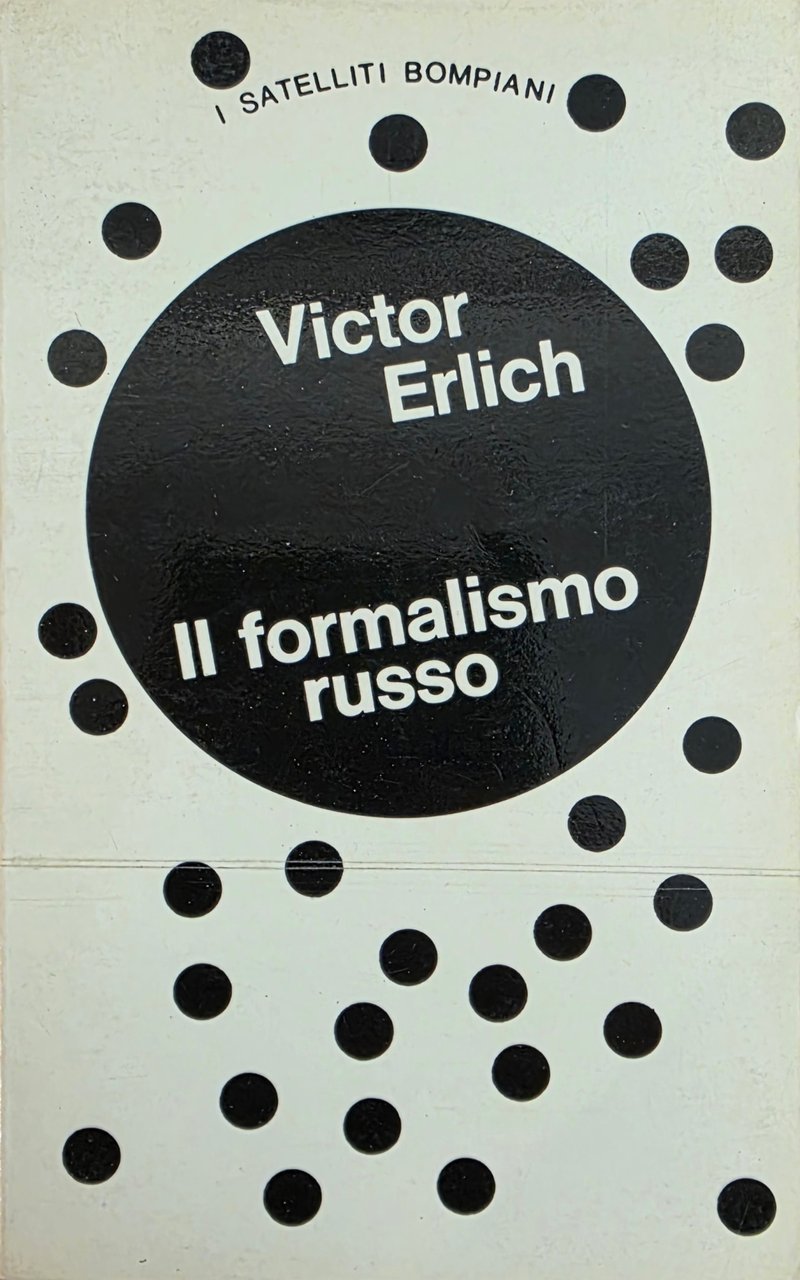 I SATELLITI BOMPIANI
Victor
Erlich
Il formalismo
russo